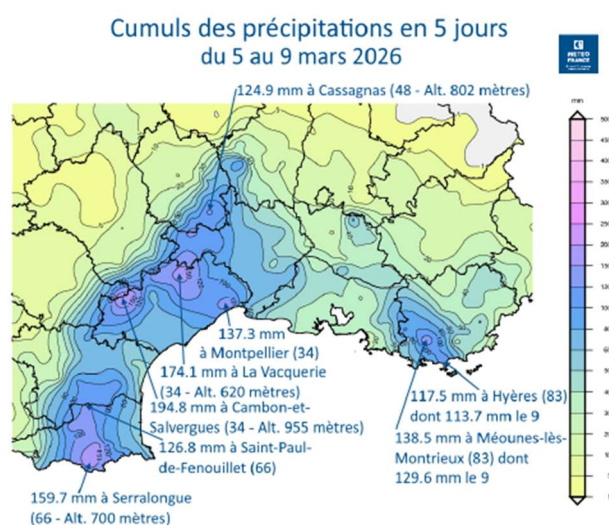 Cumuls des précipitations en 5 jours
du 5 au 9 mars 2026
METEO
FRANCE
124.9 mm à Cassagnas (48 - Alt. 802 mètres)
mm
137.3 mm
à Montpellier (34)
174.1 mm à La Vacquerie
(34 - Alt. 620 mètres)
194.8 mm à Cambon-et-
Salvergues (34 - Alt. 955 mètres)
126.8 mm à Saint-Paul-
de-Fenouillet (66)
159.7 mm à Serralongue
(66 - Alt. 700 mètres)
117.5 mm à Hyères (83)
dont 113.7 mm le 9
138.5 mm à Méounes-lès-
Montrieux (83) dont
129.6 mm le 9